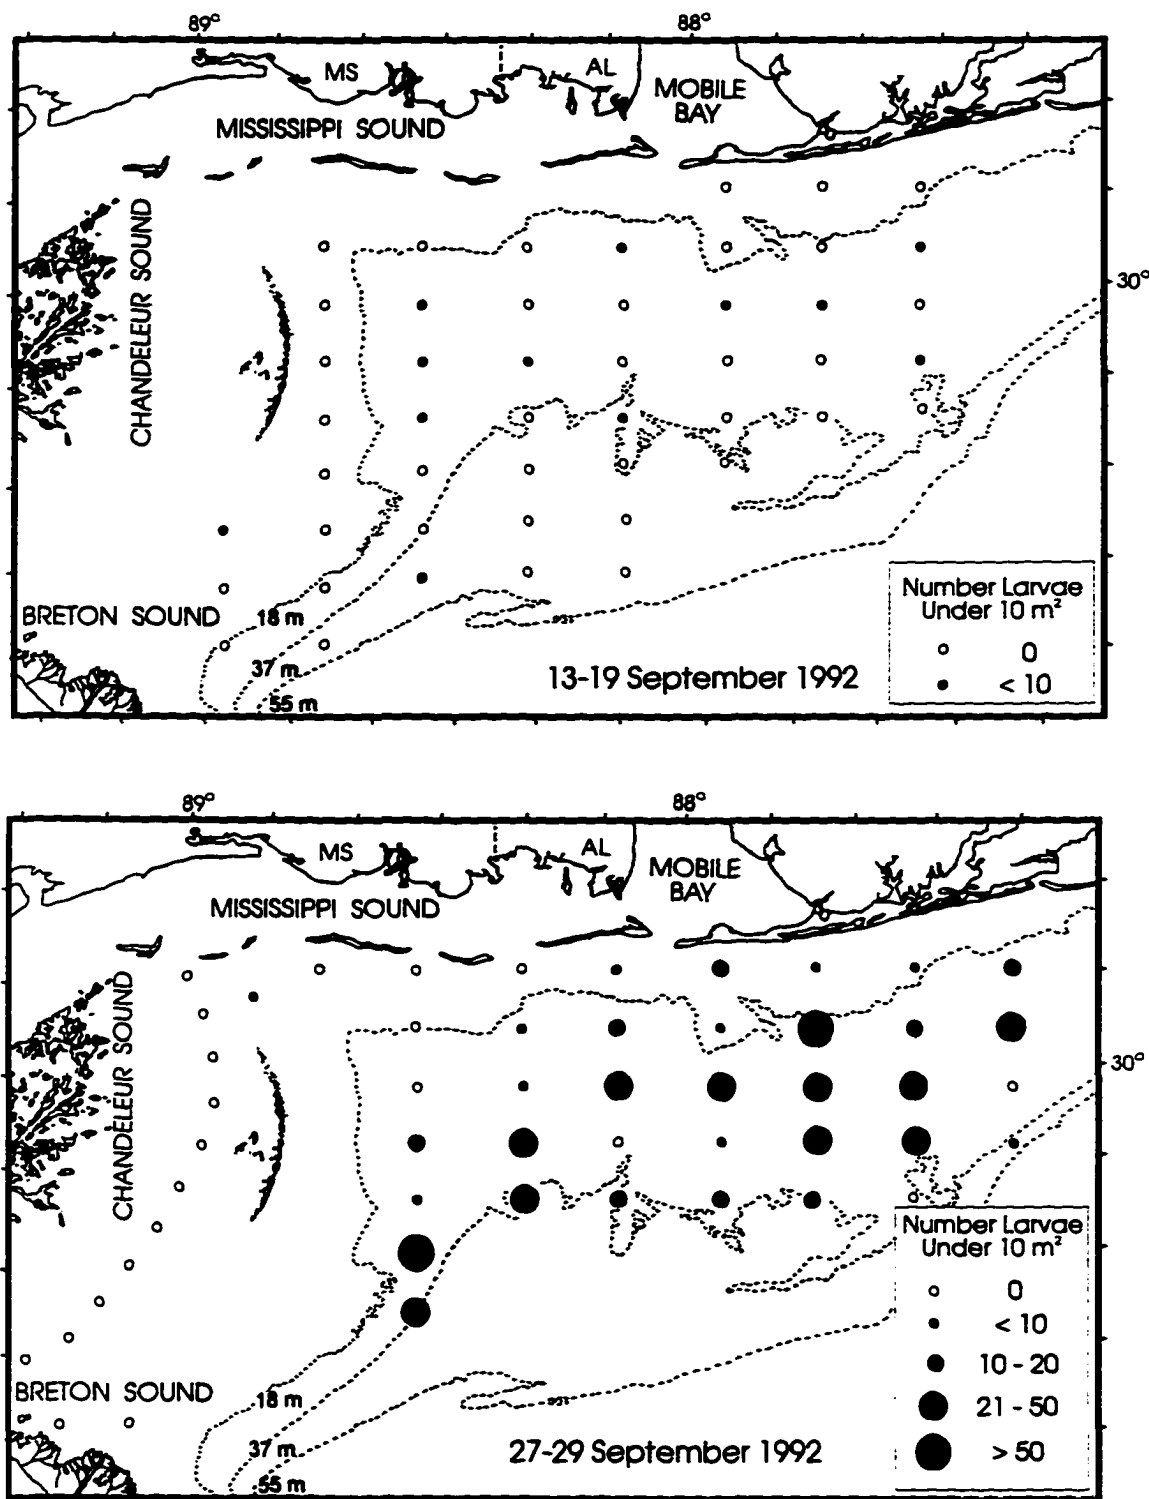 89° 88°
MS AL MOBILE
BAY
MISSISSIPPI SOUND
CHANDELEUR SOUND
30°
BRETON SOUND
18 m
37 m
55 m
13-19 September 1992
Number Larvae
Under 10 m²
0
< 10
89° 88°
MS AL MOBILE
BAY
MISSISSIPPI SOUND
CHANDELEUR SOUND
30°
BRETON SOUND
18 m
37 m
55 m
27-29 September 1992
Number Larvae
Under 10 m²
0
< 10
10 - 20
21 - 50
> 50